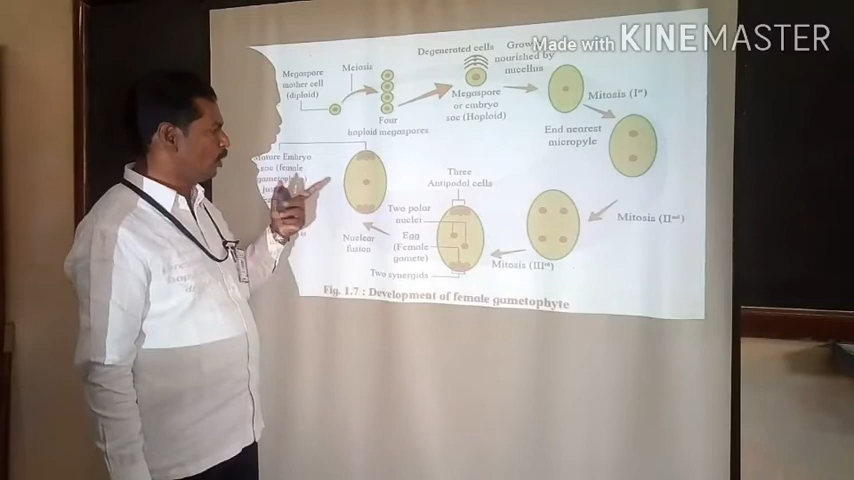 Made with KINEMASTER
Degenerated cells
Growth
nourished by
nucellus
Megaspore
mother cell
(diploid)
Meiosis
Four
haploid megaspores
Megaspore
or embryo
sac (Haploid)
Mitosis (Iˢᵗ)
End nearest
micropyle
Mature Embryo
sac (female
gametophyte)
Three
Antipodal cells
Two polar
nuclei
Egg
(Female
gamete)
Two synergids
Nuclear
fusion
Mitosis (IIⁿᵈ)
Mitosis (IIIʳᵈ)
Fig. 1.7 : Development of female gametophyte